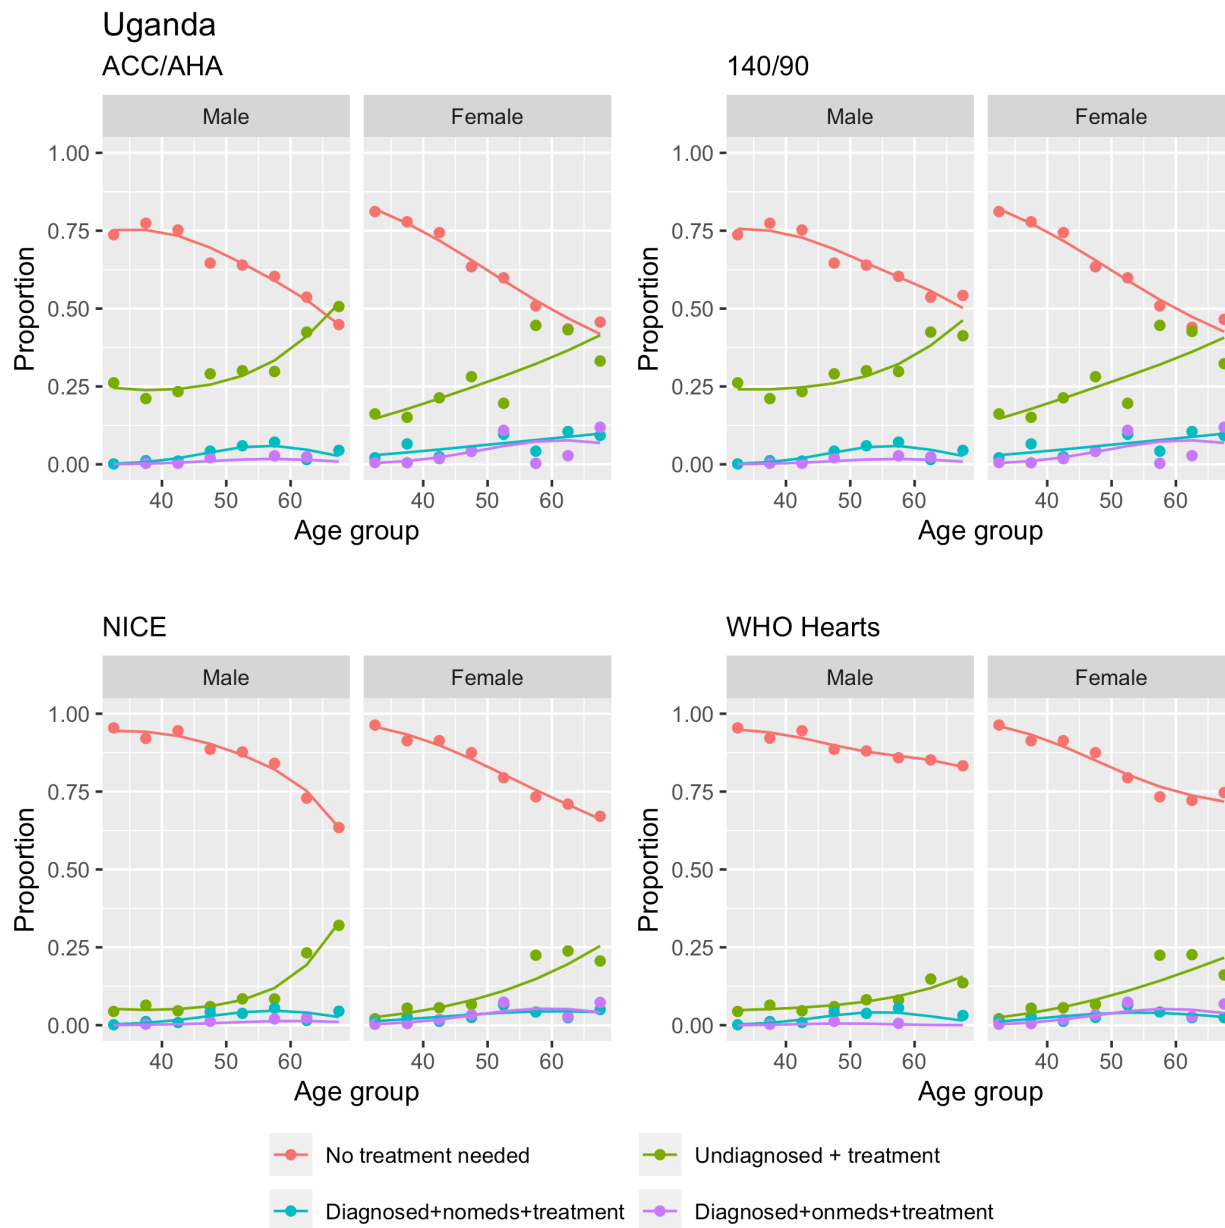 Uganda
ACC/AHA
140/90
Male
Female
Male
Female
Proportion
1.00
0.75
0.50
0.25
0.00
40 50 60
40 50 60
Age group
Proportion
1.00
0.75
0.50
0.25
0.00
40 50 60
40 50 60
Age group
NICE
WHO Hearts
Male
Female
Male
Female
Proportion
1.00
0.75
0.50
0.25
0.00
40 50 60
40 50 60
Age group
Proportion
1.00
0.75
0.50
0.25
0.00
40 50 60
40 50 60
Age group
No treatment needed
Undiagnosed + treatment
Diagnosed+nomeds+treatment
Diagnosed+onmeds+treatment